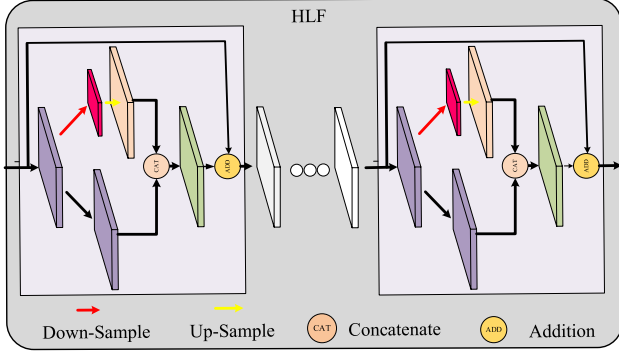 HLF
CAT
ADD
CAT
ADD
Down-Sample
Up-Sample
CAT
Concatenate
ADD
Addition